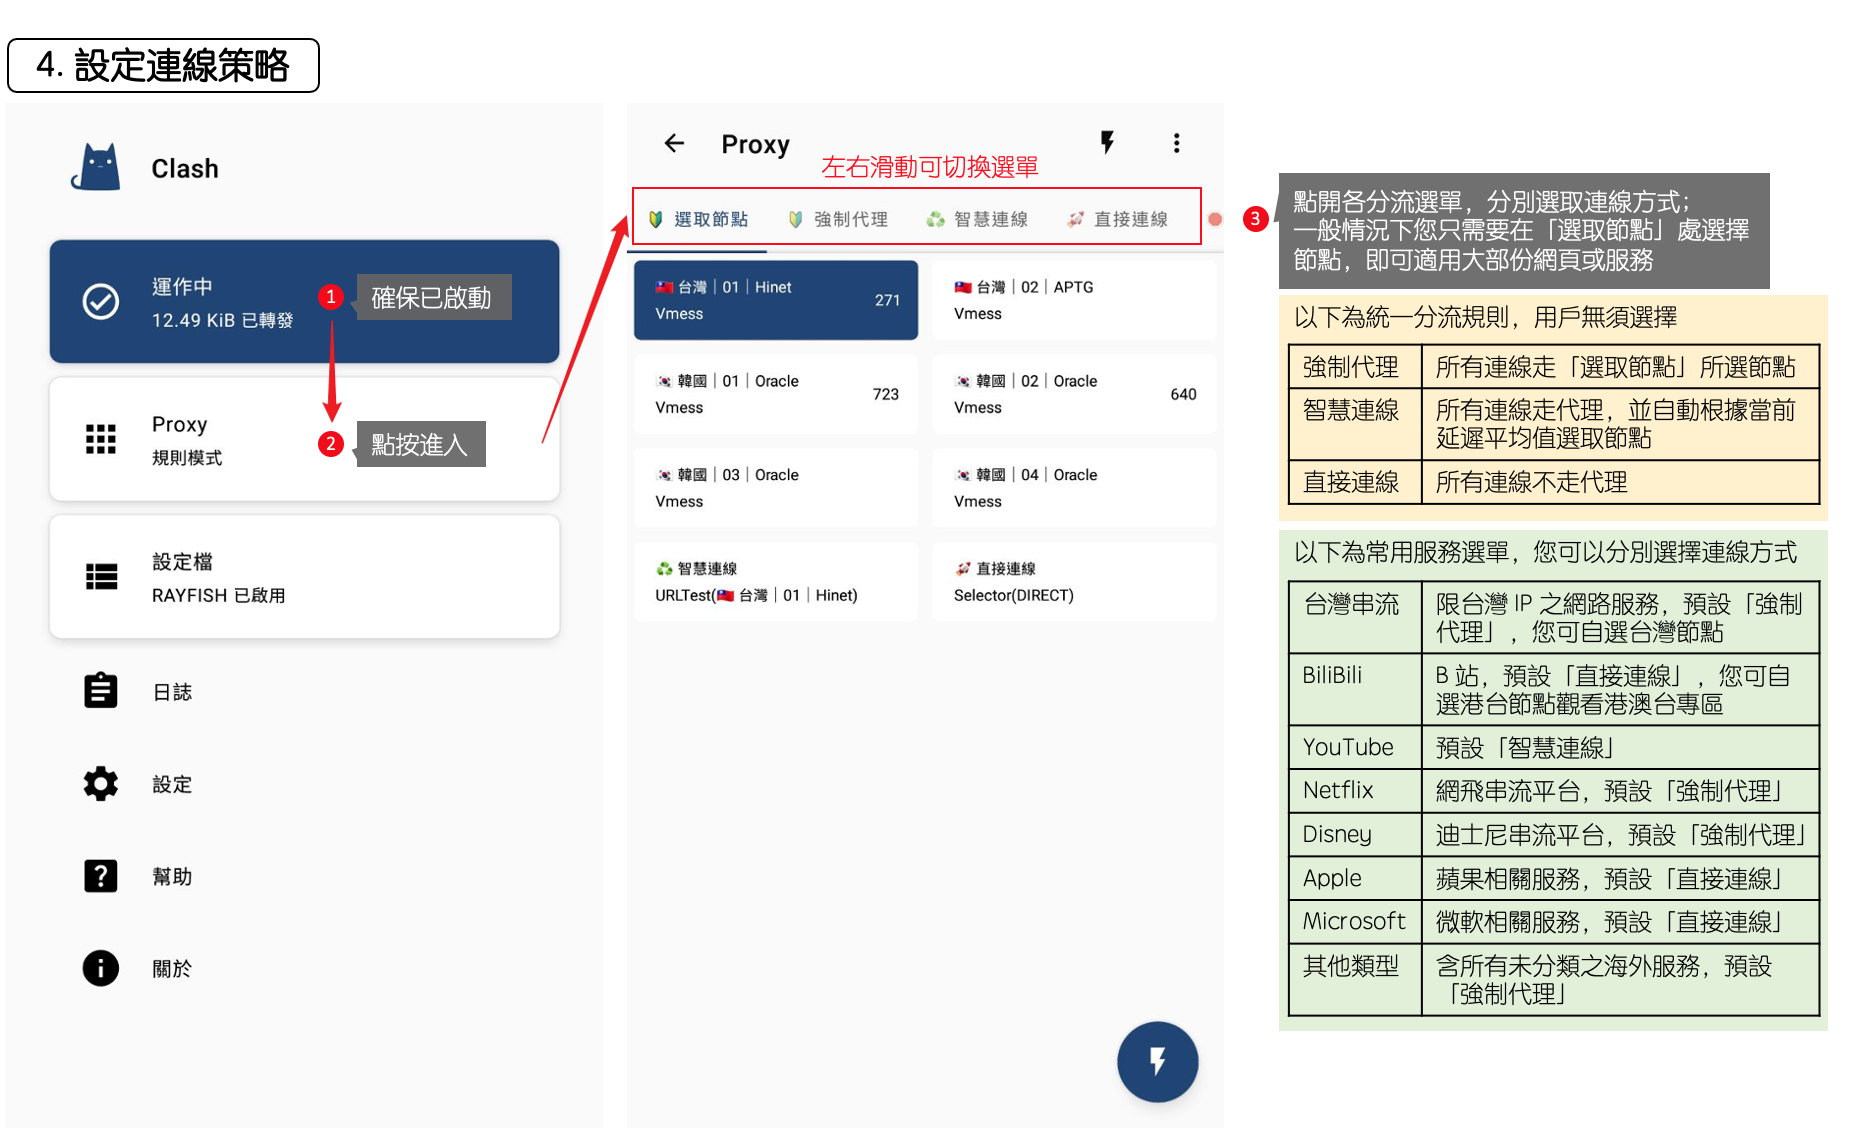 4. 設定連線策略
Clash
運作中
12.49 KiB 已轉發
1
確保已啟動
Proxy
規則模式
2
點按進入
設定檔
RAYFISH 已啟用
日誌
設定
幫助
關於
Proxy
左右滑動可切換選單
選取節點
強制代理
智慧連線
直接連線
台灣｜01｜Hinet
Vmess
271
台灣｜02｜APTG
Vmess
韓國｜01｜Oracle
Vmess
723
韓國｜02｜Oracle
Vmess
640
韓國｜03｜Oracle
Vmess
韓國｜04｜Oracle
Vmess
智慧連線
URLTest(🇹🇼 台灣｜01｜Hinet)
直接連線
Selector(DIRECT)
3
點開各分流選單，分別選取連線方式；
一般情況下您只需要在「選取節點」處選擇
節點，即可適用大部份網頁或服務
以下為統一分流規則，用戶無須選擇
強制代理
所有連線走「選取節點」所選節點
智慧連線
所有連線走代理，並自動根據當前
延遲平均值選取節點
直接連線
所有連線不走代理
以下為常用服務選單，您可以分別選擇連線方式
台灣串流
限台灣 IP 之網路服務，預設「強制
代理」，您可自選台灣節點
BiliBili
B 站，預設「直接連線」，您可自
選港台節點觀看港澳台專區
YouTube
預設「智慧連線」
Netflix
網飛串流平台，預設「強制代理」
Disney
迪士尼串流平台，預設「強制代理」
Apple
蘋果相關服務，預設「直接連線」
Microsoft
微軟相關服務，預設「直接連線」
其他類型
含所有未分類之海外服務，預設
「強制代理」